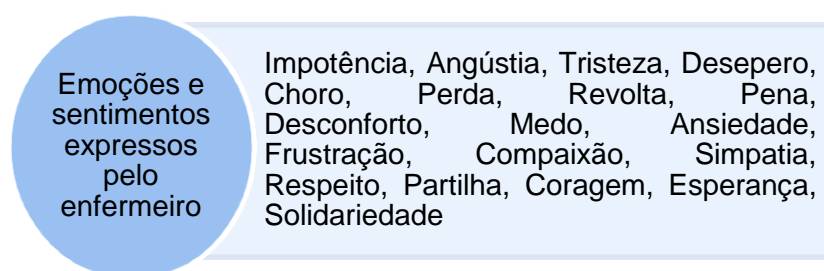 Emoções e
sentimentos
expressos
pelo
enfermeiro
Impotência, Angústia, Tristeza, Desepero,
Choro, Perda, Revolta, Pena,
Desconforto, Medo, Ansiedade,
Frustração, Compaixão, Simpatia,
Respeito, Partilha, Coragem, Esperança,
Solidariedade